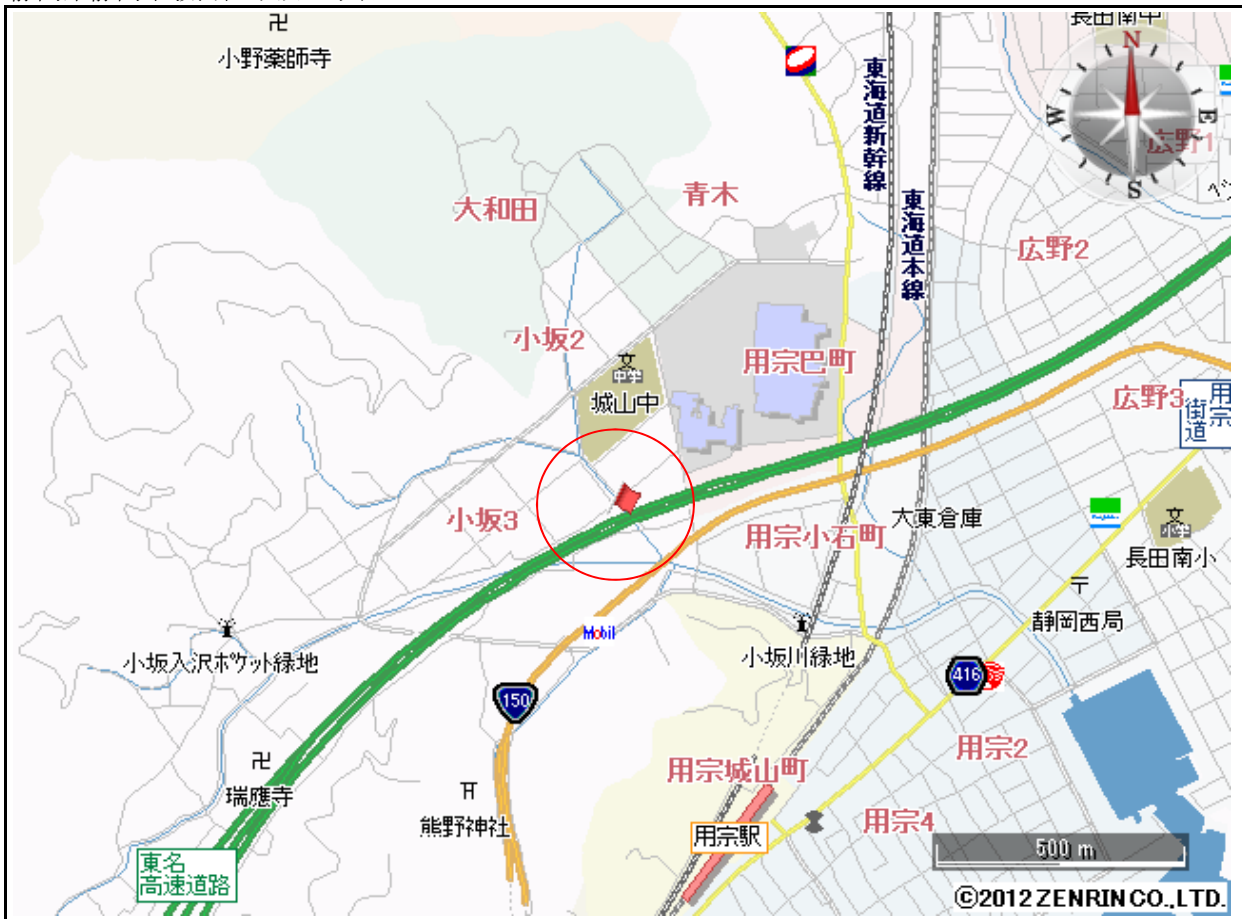 小野薬師寺
長田南中
N
W
E
S
東海道新幹線
広野1
大和田
青木
東海道本線
広野2
小坂2
用宗巴町
中学
城山中
広野3
用宗
街道
小坂3
用宗小石町
大東倉庫
小学
長田南小
静岡西局
Mobil
小坂入沢ポケット緑地
小坂川緑地
416
150
用宗2
瑞應寺
用宗城山町
熊野神社
用宗駅
用宗4
500 m
東名
高速道路
©2012 ZENRIN CO.,LTD.